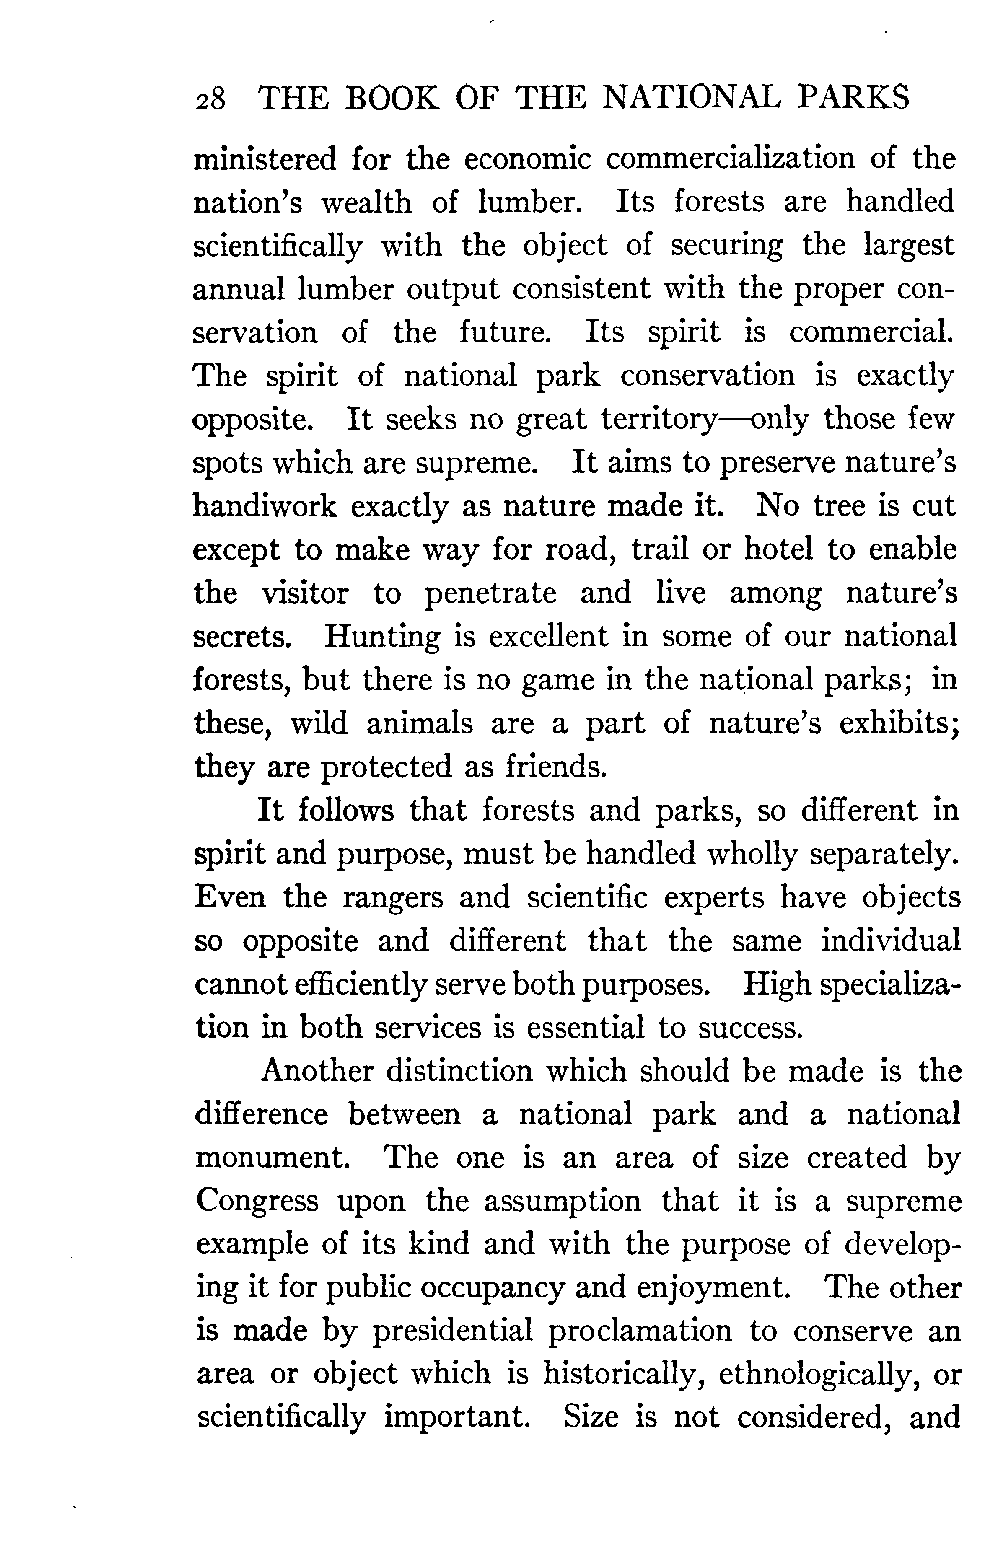 28 THE BOOK OF THE NATIONAL PARKS
ministered for the economic commercialization of the
nation's wealth of lumber. Its forests are handled
scientifically with the object of securing the largest
annual lumber output consistent with the proper con-
servation of the future. Its spirit is commercial.
The spirit of national park conservation is exactly
opposite. It seeks no great territory—only those few
spots which are supreme. It aims to preserve nature's
handiwork exactly as nature made it. No tree is cut
except to make way for road, trail or hotel to enable
the visitor to penetrate and live among nature's
secrets. Hunting is excellent in some of our national
forests, but there is no game in the national parks; in
these, wild animals are a part of nature's exhibits;
they are protected as friends.
It follows that forests and parks, so different in
spirit and purpose, must be handled wholly separately.
Even the rangers and scientific experts have objects
so opposite and different that the same individual
cannot efficiently serve both purposes. High specializa-
tion in both services is essential to success.
Another distinction which should be made is the
difference between a national park and a national
monument. The one is an area of size created by
Congress upon the assumption that it is a supreme
example of its kind and with the purpose of develop-
ing it for public occupancy and enjoyment. The other
is made by presidential proclamation to conserve an
area or object which is historically, ethnologically, or
scientifically important. Size is not considered, and